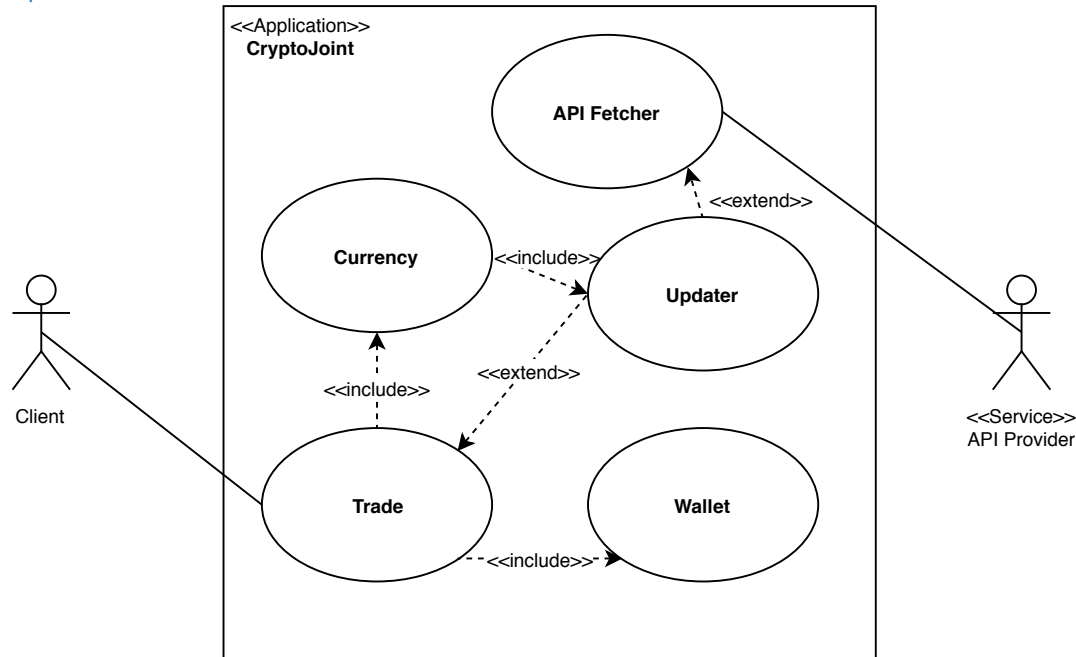 <<Application>>
CryptoJoint
API Fetcher
<<extend>>
Currency
<<include>>
Updater
<<extend>>
<<include>>
Client
<<Service>>
API Provider
Trade
Wallet
<<include>>